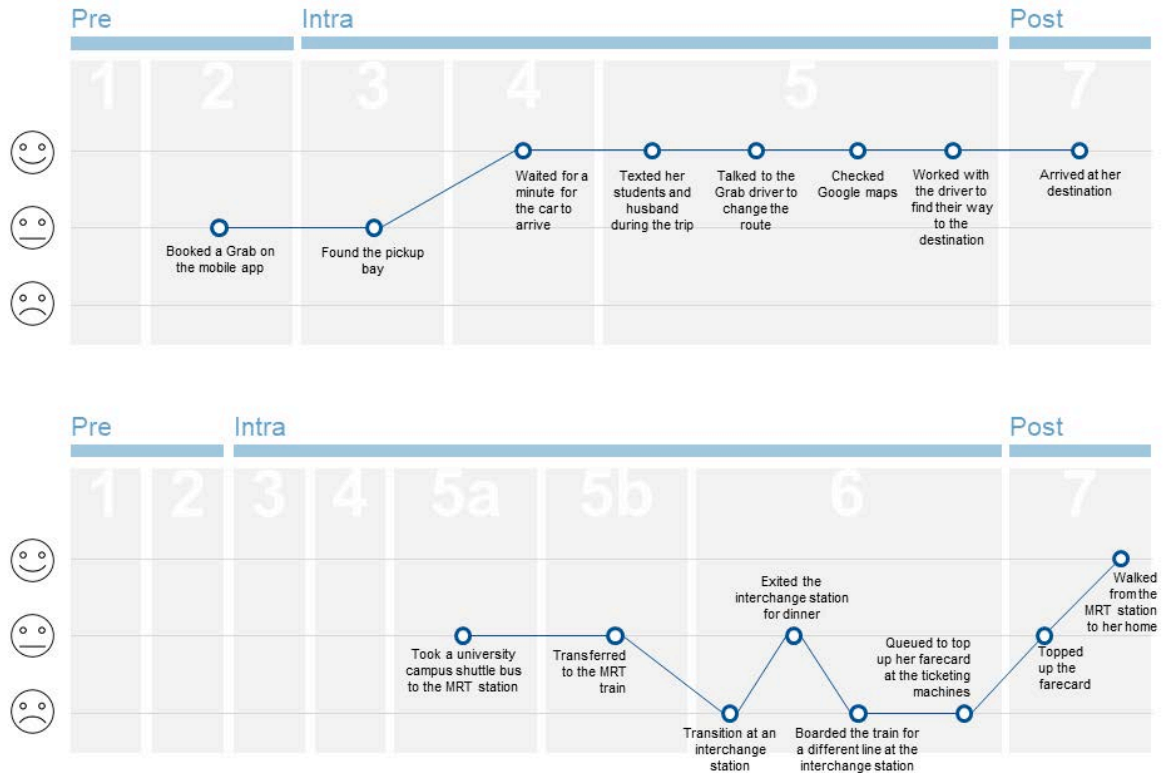 Pre
Intra
Post
1
2
3
4
5
7
Booked a Grab on
the mobile app
Found the pickup
bay
Waited for a
minute for
the car to
arrive
Texted her
students and
husband
during the trip
Talked to the
Grab driver to
change the
route
Checked
Google maps
Worked with
the driver to
find their way
to the
destination
Arrived at her
destination
Pre
Intra
Post
1
2
3
4
5a
5b
6
7
Took a university
campus shuttle bus
to the MRT station
Transferred
to the MRT
train
Transition at an
interchange
station
Exited the
interchange station
for dinner
Boarded the train for
a different line at the
interchange station
Queued to top
up her farecard
at the ticketing
machines
Topped
up the
farecard
Walked
from the
MRT station
to her home